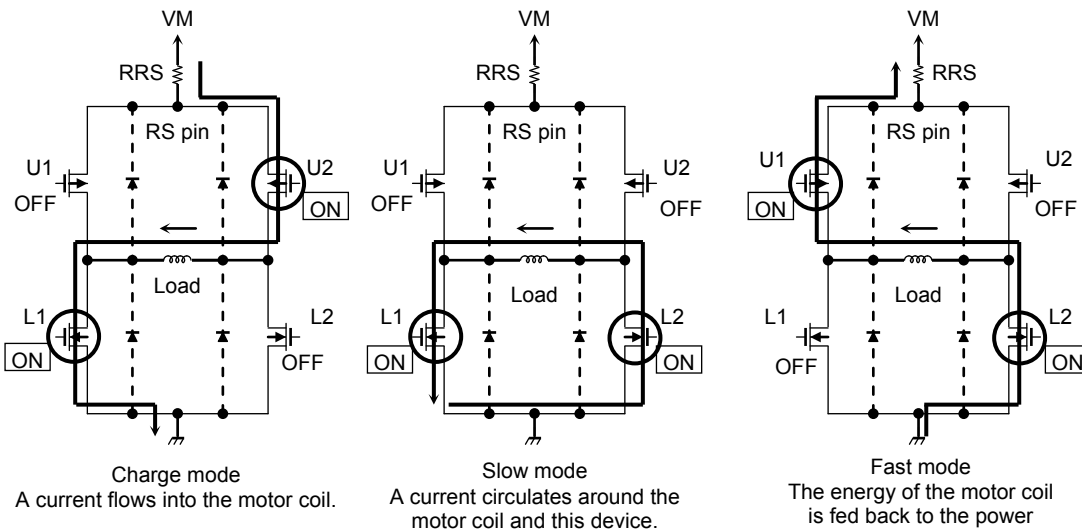 VM
RRS
RS pin
U1
OFF
U2
ON
Load
L1
ON
L2
OFF
Charge mode
A current flows into the motor coil.
VM
RRS
RS pin
U1
OFF
U2
OFF
Load
L1
ON
L2
ON
Slow mode
A current circulates around the
motor coil and this device.
VM
RRS
RS pin
U1
ON
U2
OFF
Load
L1
OFF
L2
ON
Fast mode
The energy of the motor coil
is fed back to the power